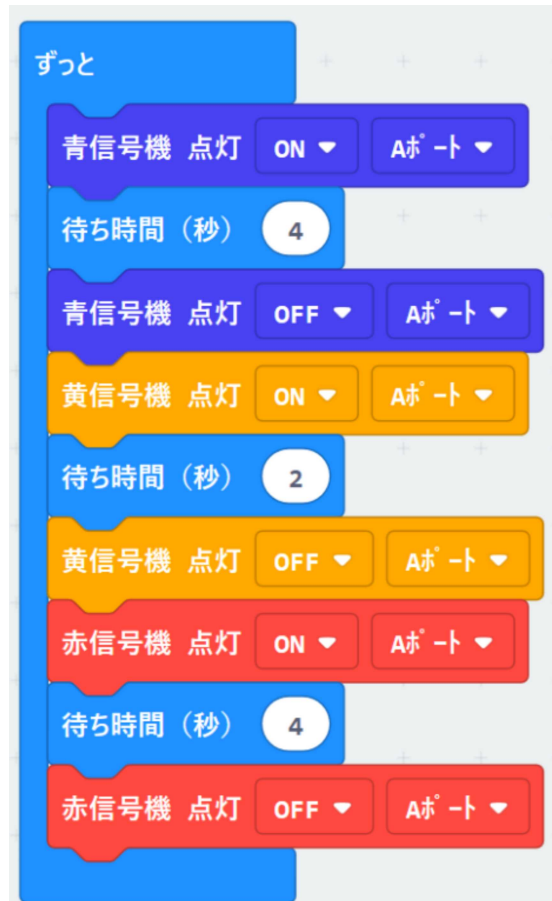 ずっと
青信号機 点灯 ON Aﾎﾟｰﾄ
待ち時間（秒） 4
青信号機 点灯 OFF Aﾎﾟｰﾄ
黄信号機 点灯 ON Aﾎﾟｰﾄ
待ち時間（秒） 2
黄信号機 点灯 OFF Aﾎﾟｰﾄ
赤信号機 点灯 ON Aﾎﾟｰﾄ
待ち時間（秒） 4
赤信号機 点灯 OFF Aﾎﾟｰﾄ